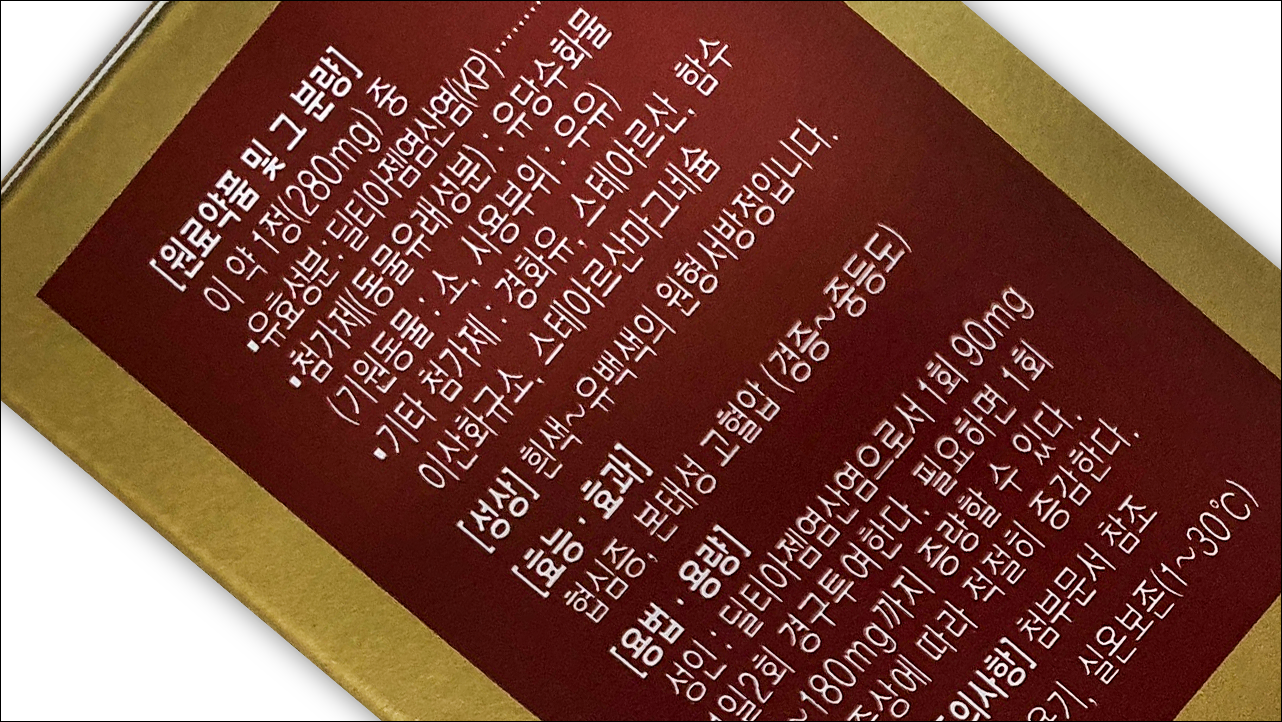 [원료약품 및 그 분량]
이 약 1정(280mg) 중
▪유효성분 : 딜티아젬염산염(KP)..........
▪첨가제(동물유래성분) : 유당수화물
(기원동물 : 소, 사용부위 : 우유)
▪기타 첨가제 : 경화유, 스테아르산, 함수
이산화규소, 스테아르산마그네슘
[성상] 흰색~유백색의 원형서방정입니다.
[효능·효과]
협심증, 본태성 고혈압 (경증~중등도)
[용법·용량]
성인 : 딜티아젬염산염으로서 1회 90mg
1일2회 경구투여한다. 필요하면 1회
~180mg까지 증량할 수 있다.
증상에 따라 적절히 증감한다.
의사항] 첨부문서 참조
용기, 실온보존(1~30℃)